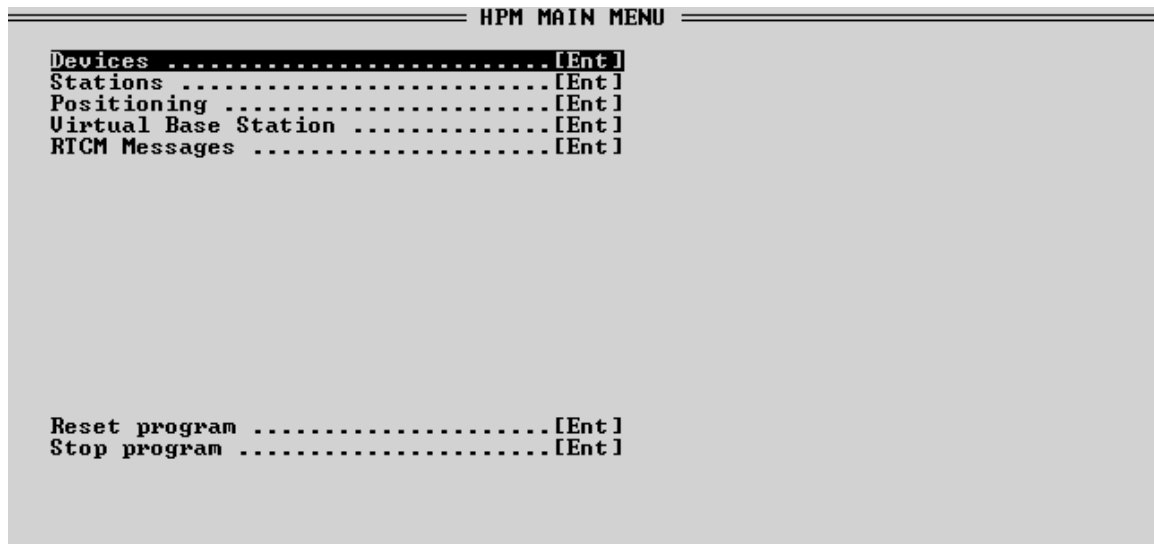 HPM MAIN MENU
Devices ...........................[Ent]
Stations ..........................[Ent]
Positioning .......................[Ent]
Virtual Base Station ..............[Ent]
RTCM Messages .....................[Ent]
Reset program .....................[Ent]
Stop program ......................[Ent]